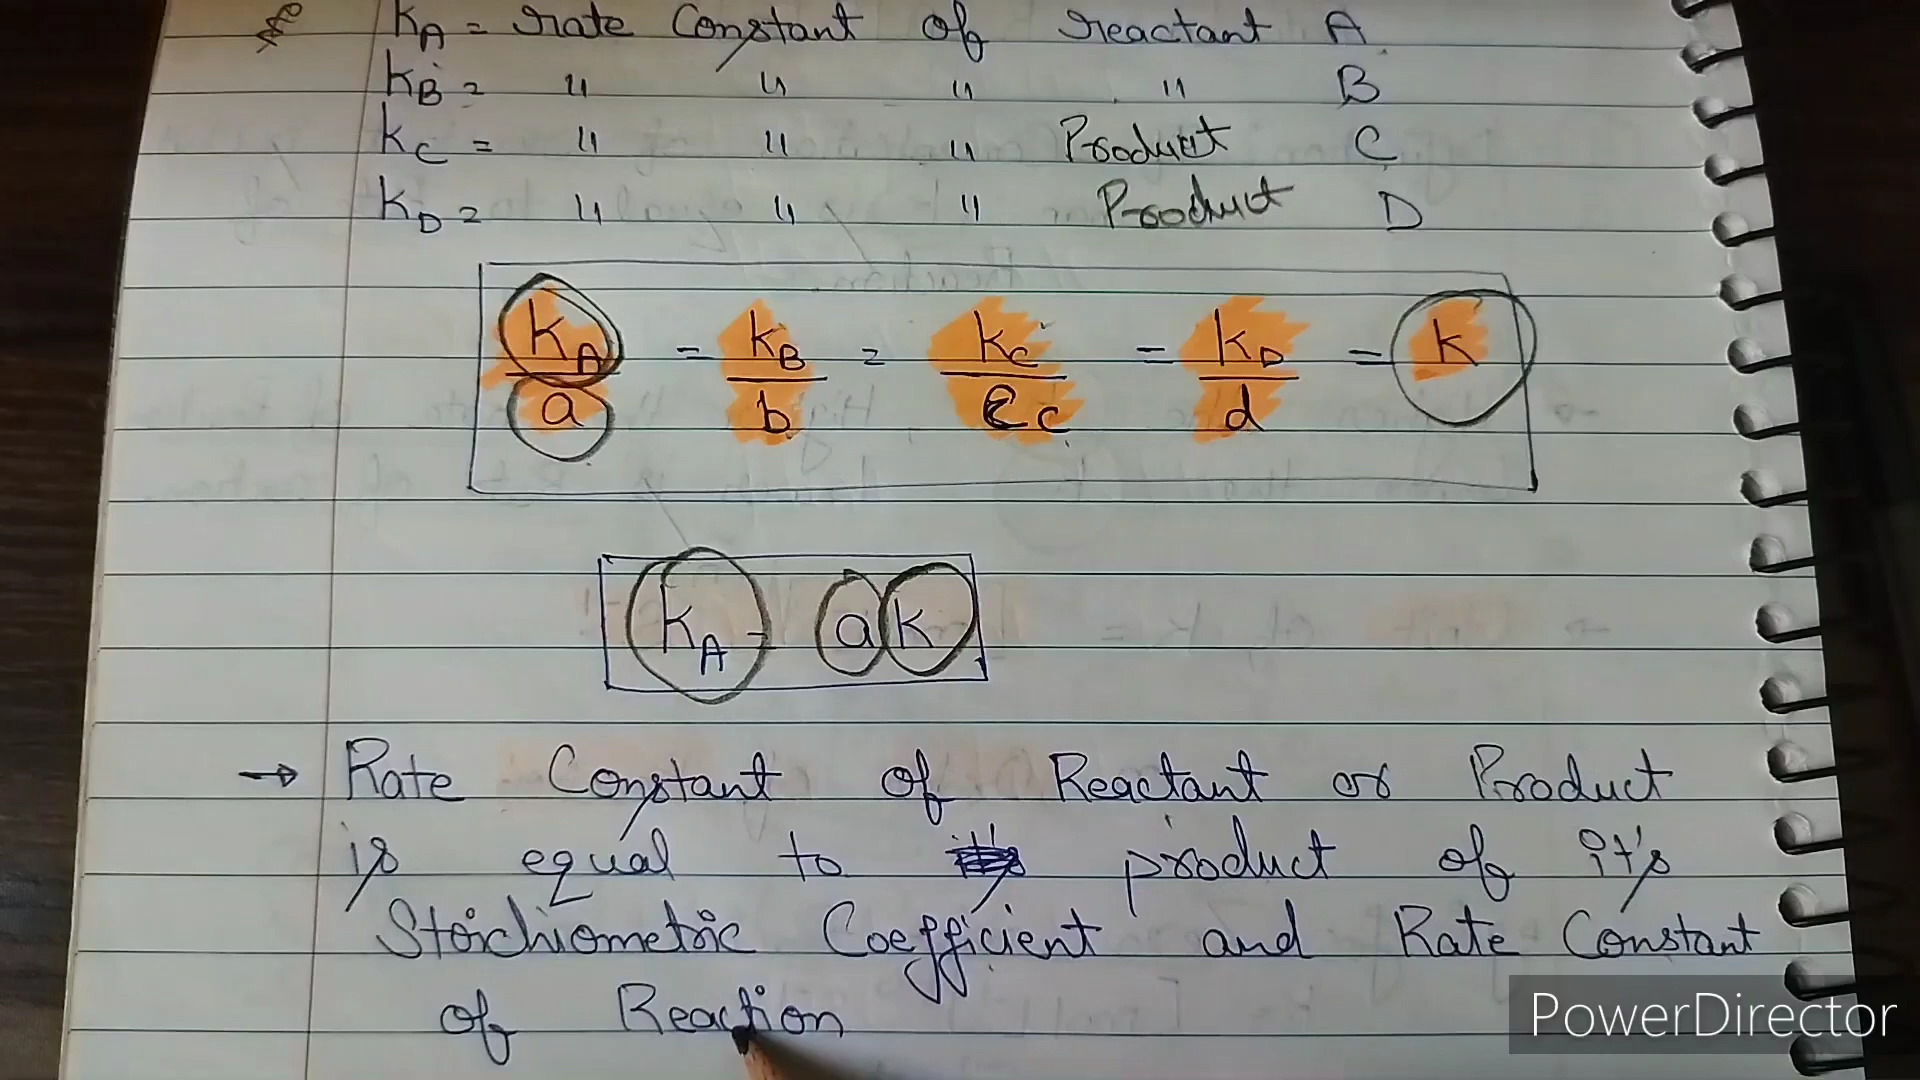 kA = rate Constant of reactant A
kB = " " " " B
kC = " " " Product C
kD = " " " Product D
kA/a = kB/b = kC/c = kD/d = k
kA = ak
→ Rate Constant of Reactant or Product
is equal to product of it's
Stoichiometric Coefficient and Rate Constant
of Reaction
PowerDirector